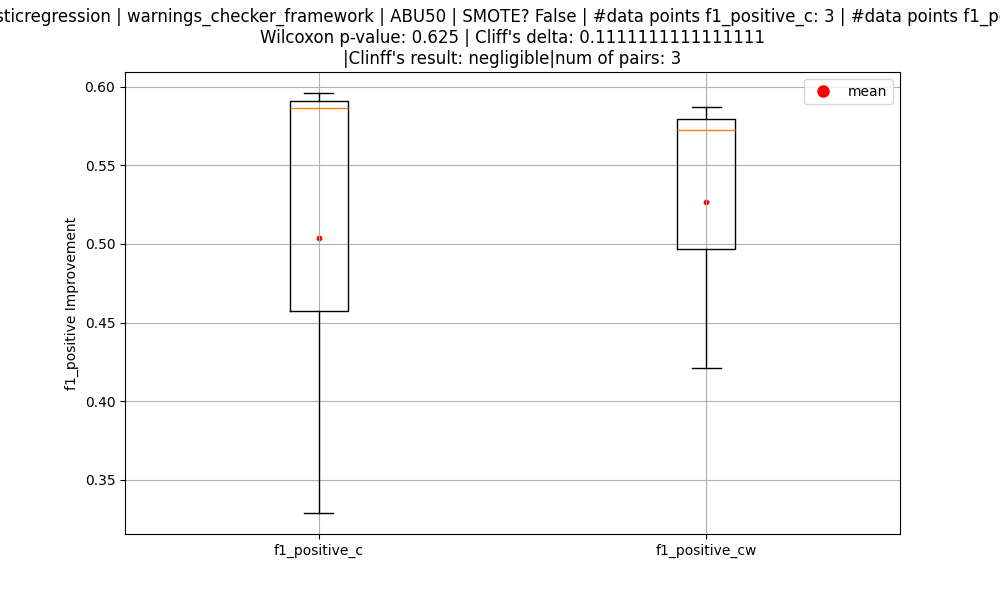 sticregression | warnings_checker_framework | ABU50 | SMOTE? False | #data points f1_positive_c: 3 | #data points f1_p
Wilcoxon p-value: 0.625 | Cliff's delta: 0.1111111111111111
|Clinff's result: negligible|num of pairs: 3
mean
0.60
0.55
0.50
0.45
0.40
0.35
f1_positive Improvement
f1_positive_c
f1_positive_cw